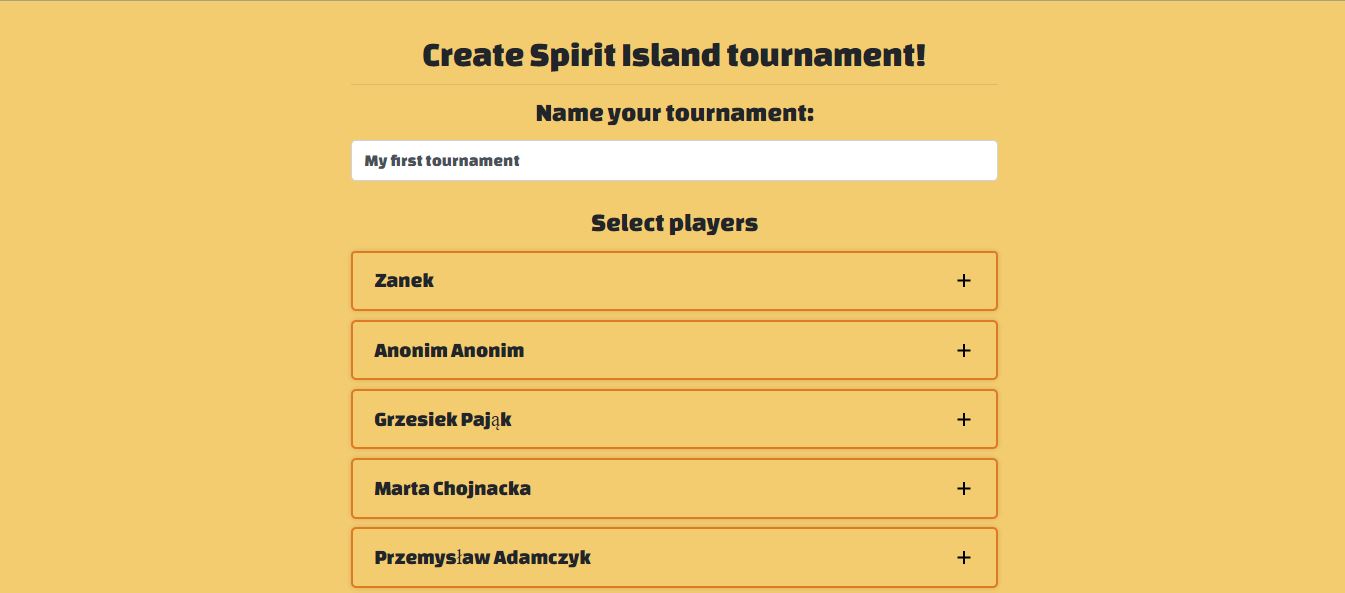 Create Spirit Island tournament!
Name your tournament:
My first tournament
Select players
Zanek
Anonim Anonim
Grzesiek Pająk
Marta Chojnacka
Przemysław Adamczyk